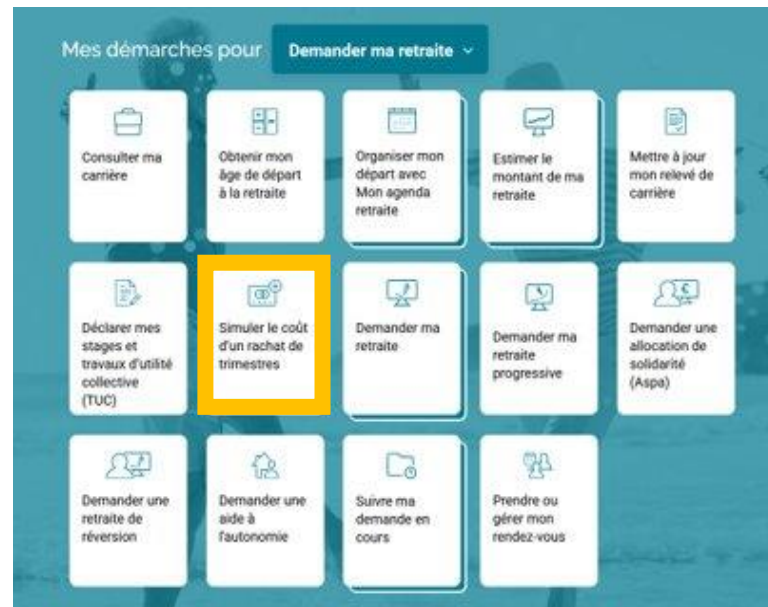 Mes démarches pour Demander ma retraite
Consulter ma
carrière
Obtenir mon
âge de départ
à la retraite
Organiser mon
départ avec
Mon agenda
retraite
Estimer le
montant de ma
retraite
Mettre à jour
mon relevé de
carrière
Déclarer mes
stages et
travaux d'utilité
collective
(TUC)
Simuler le coût
d'un rachat de
trimestres
Demander ma
retraite
Demander ma
retraite
progressive
Demander une
allocation de
solidarité
(Aspa)
Demander une
retraite de
réversion
Demander une
aide à
l'autonomie
Suivre ma
demande en
cours
Prendre ou
gérer mon
rendez-vous